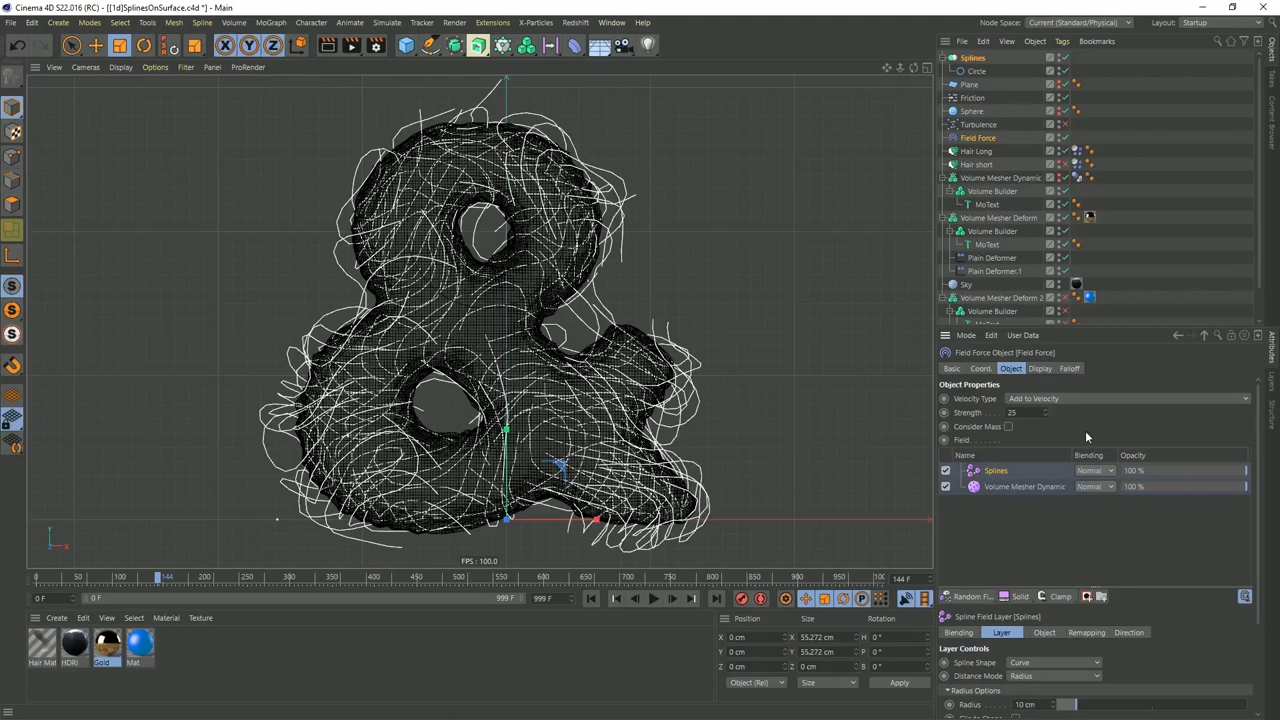 Cinema 4D S22.016 (RC) - [[1d]SplinesOnSurface.c4d *] - Main
File Edit Create Modes Select Tools Mesh Spline Volume MoGraph Character Animate Simulate Tracker Render Extensions X-Particles Redshift Window Help
Node Space: Current (Standard/Physical) Layout: Startup
View Cameras Display Options Filter Panel ProRender
FPS : 100.0
0 50 100 144 200 250 300 350 400 450 500 550 600 650 700 750 800 850 900 950 100
144 F
0 F 0 F 999 F 999 F
Create Edit View Select Material Texture
Hair Mat HDRI Gold Mat
Position Size Rotation
X 0 cm X 55.272 cm H 0 °
Y 0 cm Y 55.272 cm P 0 °
Z 0 cm Z 0 cm B 0 °
Object (Rel) Size Apply
File Edit View Object Tags Bookmarks
Splines
Circle
Plane
Friction
Sphere
Turbulence
Field Force
Hair Long
Hair short
Volume Mesher Dynamic
Volume Builder
MoText
Volume Mesher Deform
Volume Builder
MoText
Plain Deformer
Plain Deformer.1
Sky
Volume Mesher Deform 2
Volume Builder
Mode Edit User Data
Field Force Object [Field Force]
Basic Coord. Object Display Falloff
Object Properties
Velocity Type Add to Velocity
Strength 25
Consider Mass
Field
Name Blending Opacity
Splines Normal 100 %
Volume Mesher Dynamic Normal 100 %
Random Fi... Solid Clamp
Spline Field Layer [Splines]
Blending Layer Object Remapping Direction
Layer Controls
Spline Shape Curve
Distance Mode Radius
Radius Options
Radius 10 cm
Objects
Takes
Content Browser
Attributes
Layers
Structure